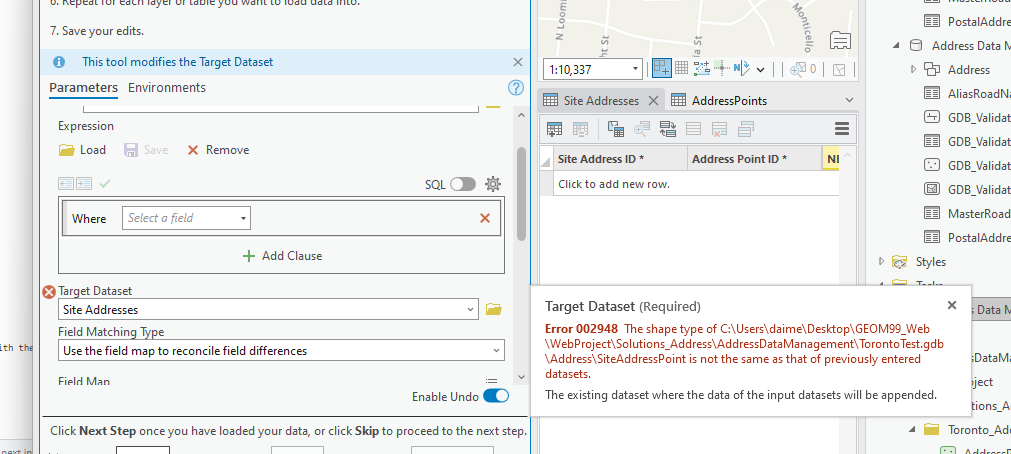 6. Repeat for each layer or table you want to load data into.
7. Save your edits.
This tool modifies the Target Dataset
Parameters Environments
Expression
Load Save Remove
SQL
Where Select a field
Add Clause
Target Dataset
Site Addresses
Field Matching Type
Use the field map to reconcile field differences
Field Map
Enable Undo
Click Next Step once you have loaded your data, or click Skip to proceed to the next step.
with the
next in
N Loom
ht St
la St
Monticello
1:10,337
0
Site Addresses AddressPoints
Site Address ID * Address Point ID * NE
Click to add new row.
Target Dataset (Required)
Error 002948 The shape type of C:\Users\daime\Desktop\GEOM99_Web
\WebProject\Solutions_Address\AddressDataManagement\TorontoTest.gdb
\Address\SiteAddressPoint is not the same as that of previously entered
datasets.
The existing dataset where the data of the input datasets will be appended.
MasterRoad
PostalAddre
Address Data M
Address
AliasRoadNa
GDB_Validat
GDB_Validat
GDB_Validat
GDB_Validat
MasterRoad
PostalAddre
Styles
Tasks
s Data M
sDataMa
oject
tions_A
Toronto_Ad
AddressP